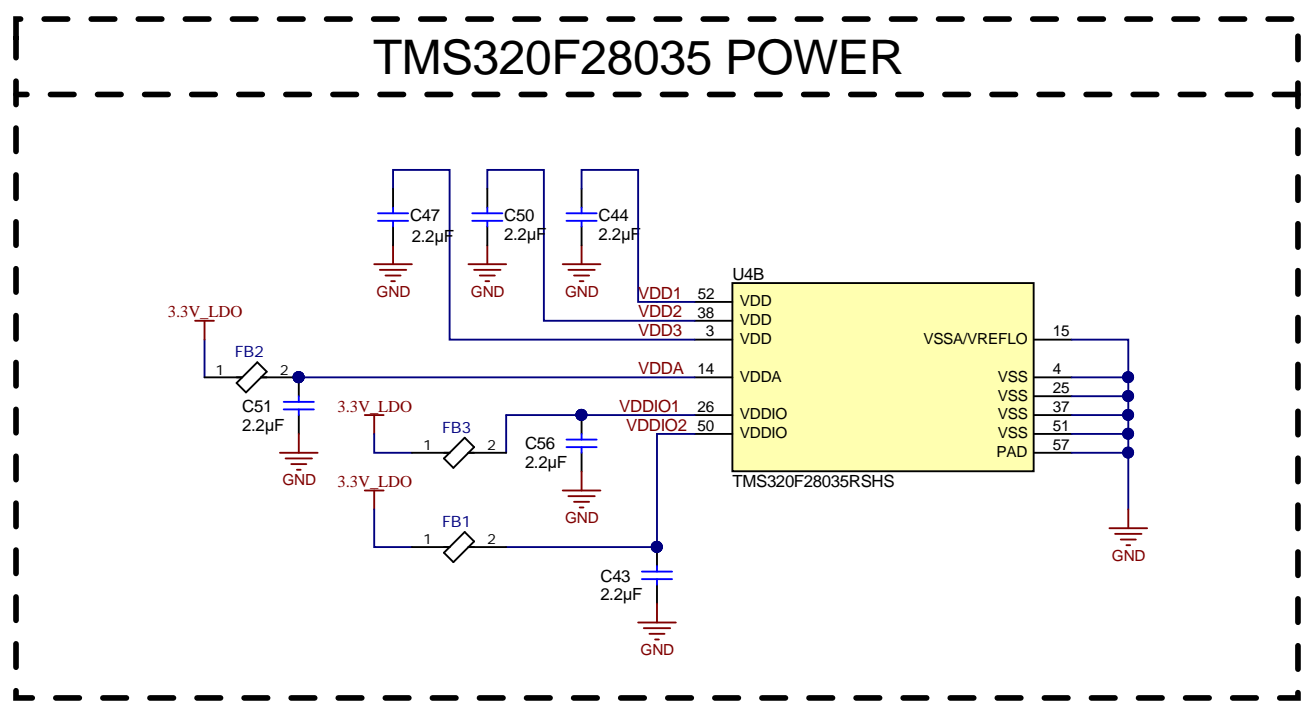 TMS320F28035 POWER
C47
2.2µF
C50
2.2µF
C44
2.2µF
GND
GND
GND
U4B
VDD1 52 VDD
VDD2 38 VDD
VDD3 3 VDD
VSSA/VREFLO 15
3.3V_LDO
FB2
1 2
VDDA 14 VDDA
VSS 4
VSS 25
C51
2.2µF
3.3V_LDO
VDDIO1 26 VDDIO
VSS 37
VDDIO2 50 VDDIO
VSS 51
FB3
1 2
C56
2.2µF
PAD 57
GND
3.3V_LDO
TMS320F28035RSHS
GND
FB1
1 2
GND
C43
2.2µF
GND